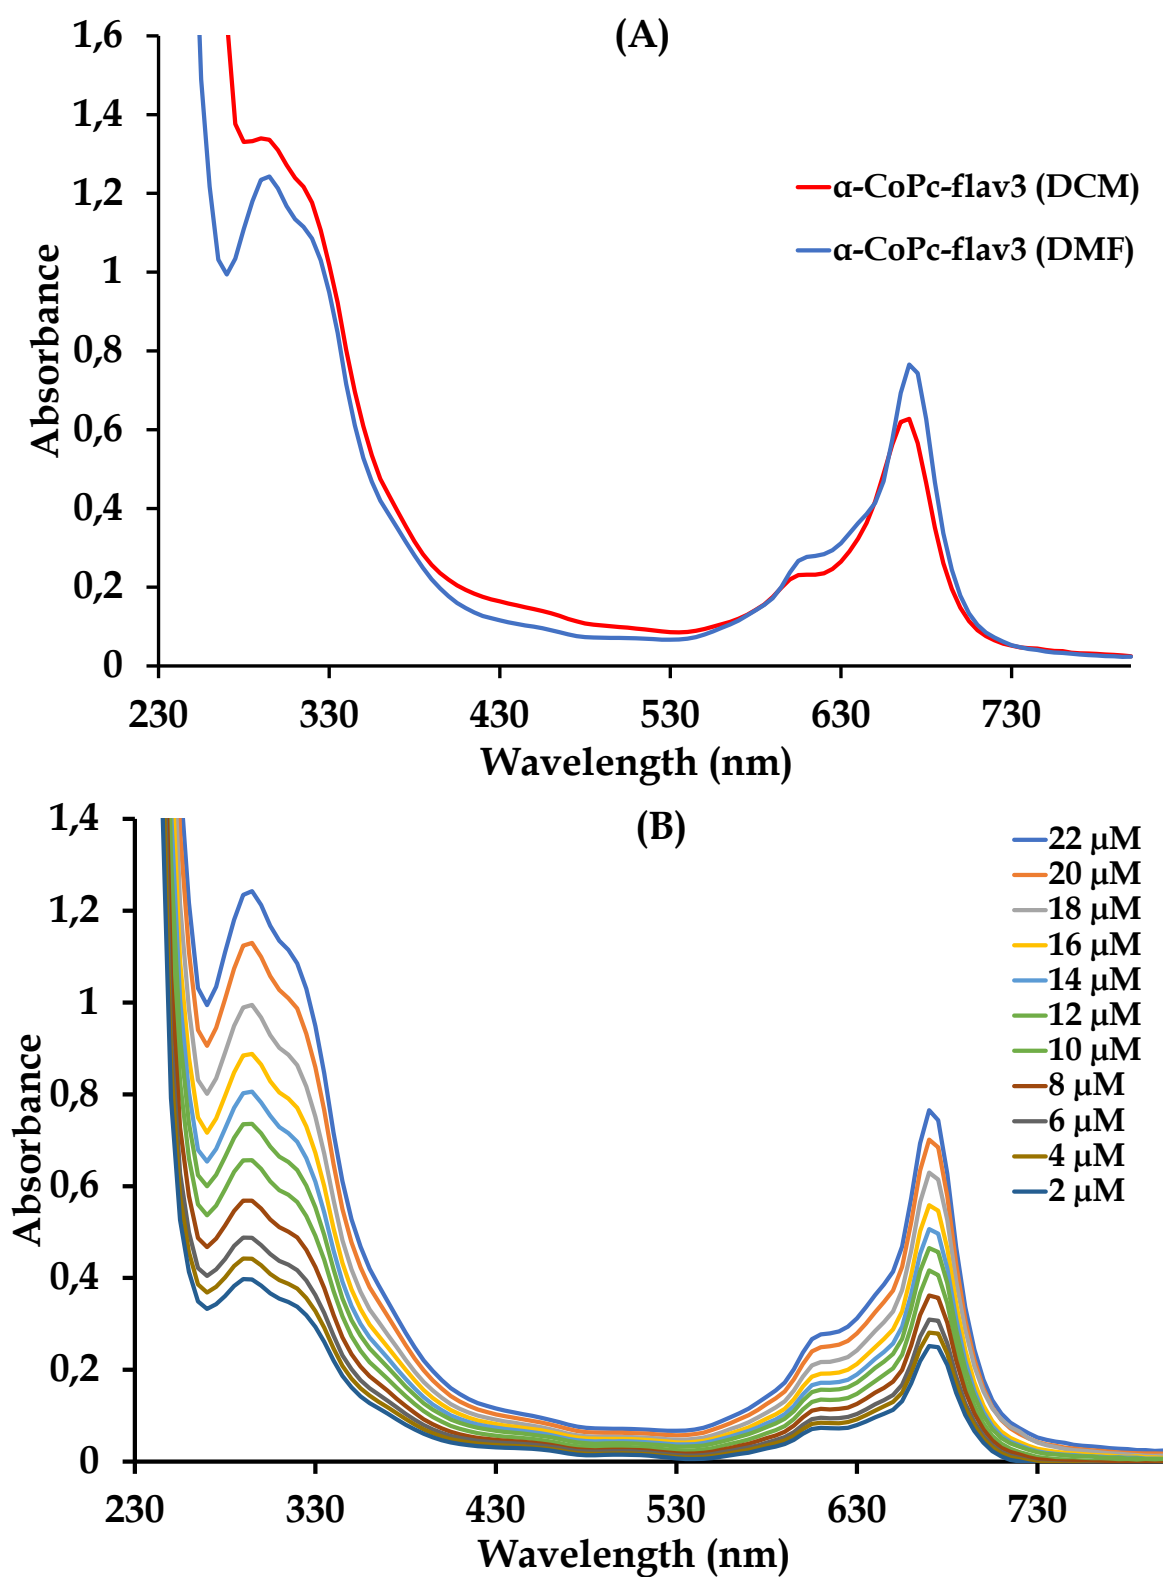 (A)
1,6
1,4
1,2
1
0,8
0,6
0,4
0,2
0
Absorbance
α-CoPc-flav3 (DCM)
α-CoPc-flav3 (DMF)
230 330 430 530 630 730
Wavelength (nm)
(B)
1,4
1,2
1
0,8
0,6
0,4
0,2
0
Absorbance
22 µM
20 µM
18 µM
16 µM
14 µM
12 µM
10 µM
8 µM
6 µM
4 µM
2 µM
230 330 430 530 630 730
Wavelength (nm)